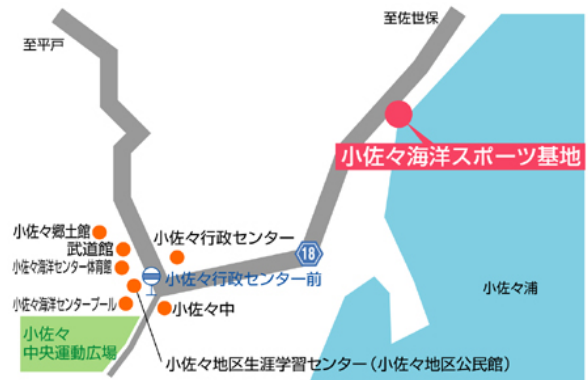 至佐世保
至平戸
小佐々海洋スポーツ基地
小佐々郷土館
小佐々行政センター
武道館
18
小佐々海洋センター体育館
小佐々行政センター前
小佐々浦
小佐々海洋センタープール
小佐々中
小佐々
中央運動広場
小佐々地区生涯学習センター(小佐々地区公民館)